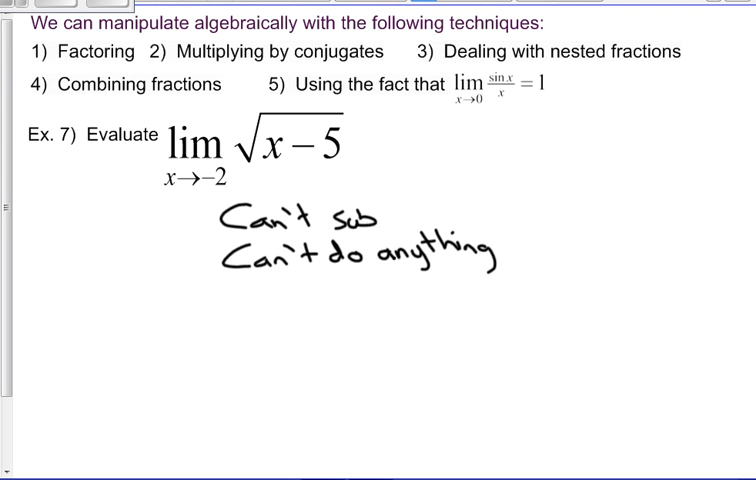 We can manipulate algebraically with the following techniques:
1) Factoring 2) Multiplying by conjugates 3) Dealing with nested fractions
4) Combining fractions 5) Using the fact that lim x→0 sin x / x = 1
Ex. 7) Evaluate lim x→−2 √(x − 5)
Can't sub
Can't do anything